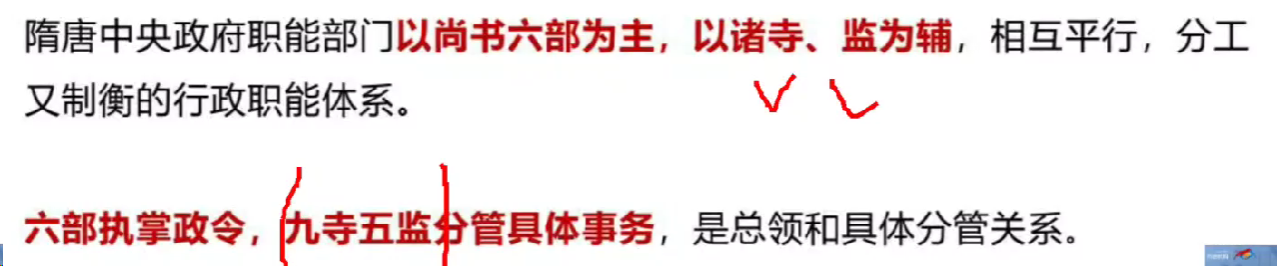 隋唐中央政府职能部门以尚书六部为主，以诸寺、监为辅，相互平行，分工
又制衡的行政职能体系。
六部执掌政令，九寺五监分管具体事务，是总领和具体分管关系。